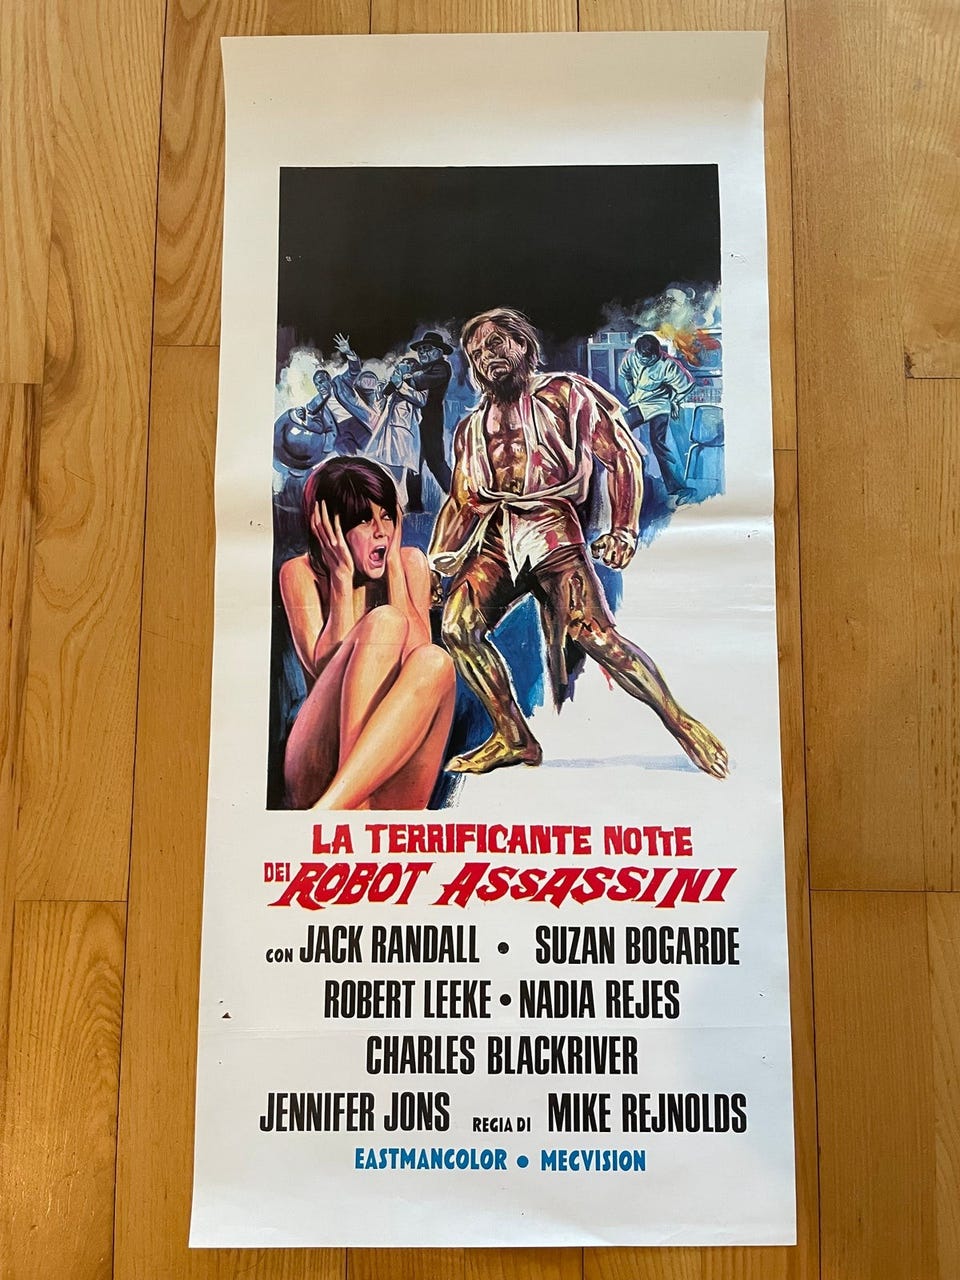 LA TERRIFICANTE NOTTE
DEI ROBOT ASSASSINI
CON JACK RANDALL • SUZAN BOGARDE
ROBERT LEEKE • NADIA REJES
CHARLES BLACKRIVER
JENNIFER JONS REGIA DI MIKE REJNOLDS
EASTMANCOLOR • MECVISION